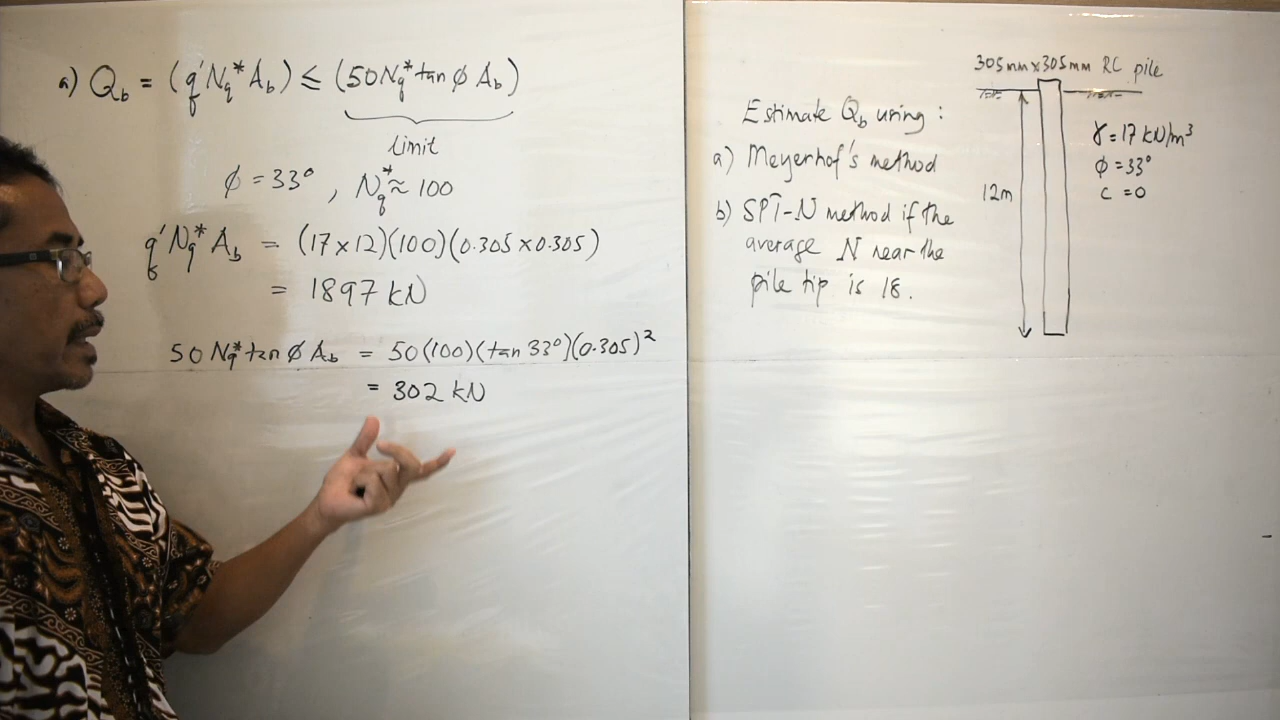 a) Q_b = (q'N_q*A_b) ≤ (50N_q*tan φ A_b)
limit
φ = 33°, N_q* ≈ 100
q'N_q*A_b = (17×12)(100)(0.305×0.305)
= 1897 kN
50 N_q* tan φ A_b = 50(100)(tan 33°)(0.305)²
= 302 kN
305mm×305mm RC pile
Estimate Q_b using :
a) Meyerhof's method
b) SPT-N method if the
average N near the
pile tip is 18.
12m
γ = 17 kN/m³
φ = 33°
c = 0